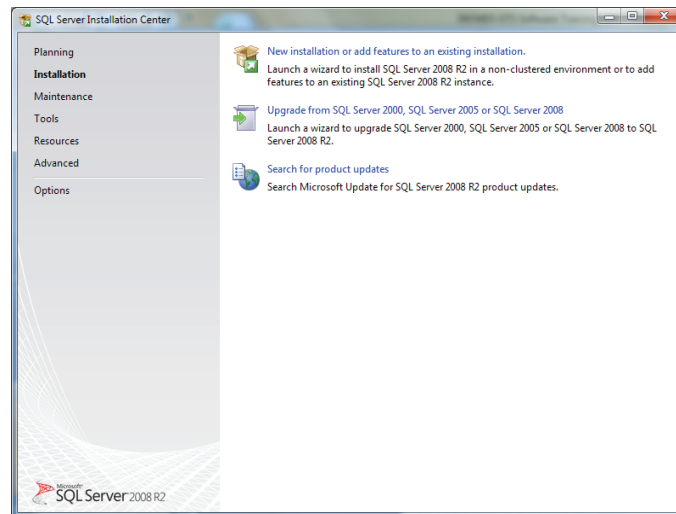 SQL Server Installation Center
Planning
Installation
Maintenance
Tools
Resources
Advanced
Options
New installation or add features to an existing installation.
Launch a wizard to install SQL Server 2008 R2 in a non-clustered environment or to add
features to an existing SQL Server 2008 R2 instance.
Upgrade from SQL Server 2000, SQL Server 2005 or SQL Server 2008
Launch a wizard to upgrade SQL Server 2000, SQL Server 2005 or SQL Server 2008 to SQL
Server 2008 R2.
Search for product updates
Search Microsoft Update for SQL Server 2008 R2 product updates.
Microsoft
SQL Server 2008 R2